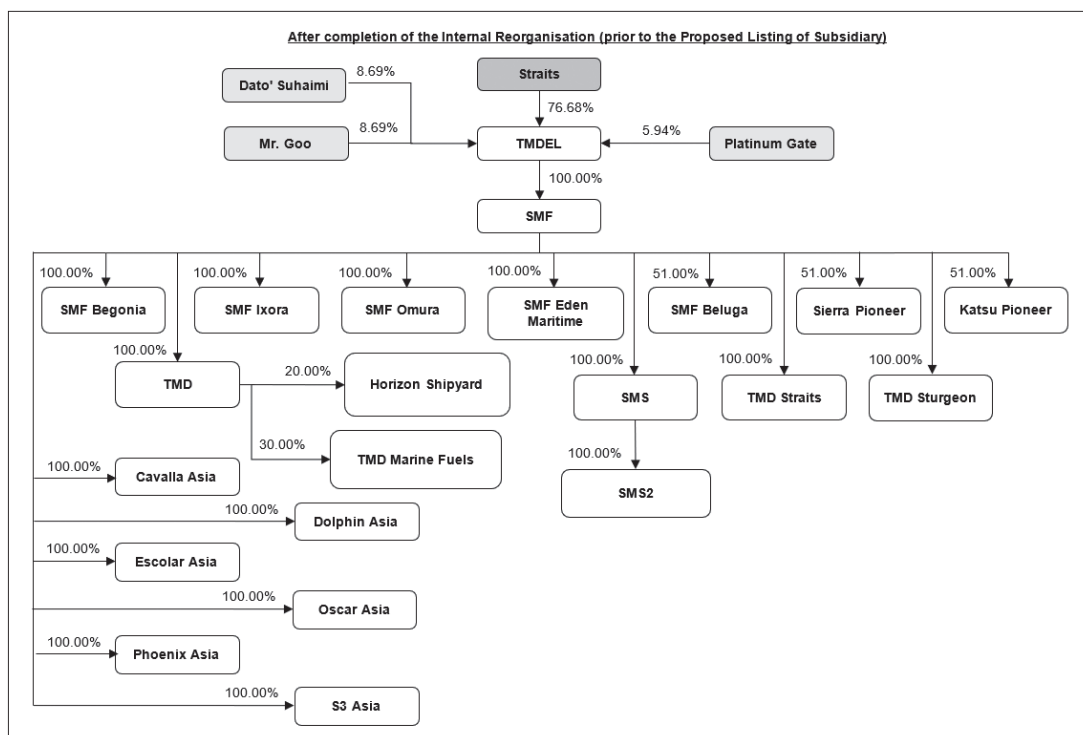 After completion of the Internal Reorganisation (prior to the Proposed Listing of Subsidiary)
8.69%
Dato' Suhaimi
Straits
76.68%
8.69%
Mr. Goo
TMDEL
5.94%
Platinum Gate
100.00%
SMF
100.00%
SMF Begonia
100.00%
SMF Ixora
100.00%
SMF Omura
100.00%
SMF Eden
Maritime
51.00%
SMF Beluga
51.00%
Sierra Pioneer
51.00%
Katsu Pioneer
100.00%
TMD
20.00%
Horizon Shipyard
30.00%
TMD Marine Fuels
100.00%
SMS
100.00%
TMD Straits
100.00%
TMD Sturgeon
100.00%
SMS2
100.00%
Cavalla Asia
100.00%
Dolphin Asia
100.00%
Escolar Asia
100.00%
Oscar Asia
100.00%
Phoenix Asia
100.00%
S3 Asia